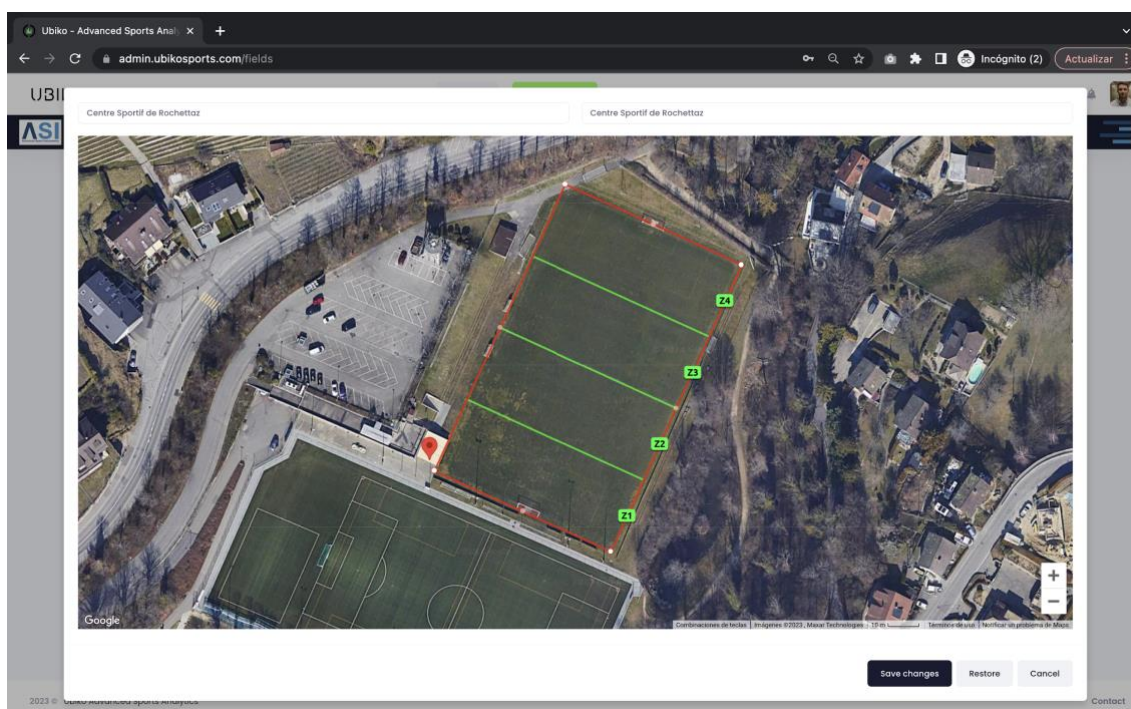 Ubiko - Advanced Sports Anal
admin.ubikosports.com/fields
Incógnito (2)
Actualizar
UBI
ASI
Centre Sportif de Rochettaz
Centre Sportif de Rochettaz
Z4
Z3
Z2
Z1
+
−
Google
Combinaciones de teclas
Imágenes ©2023 , Maxar Technologies
10 m
Términos de uso
Notificar un problema de Maps
Save changes
Restore
Cancel
2023 © Ubiko Advanced Sports Analytics
Contact